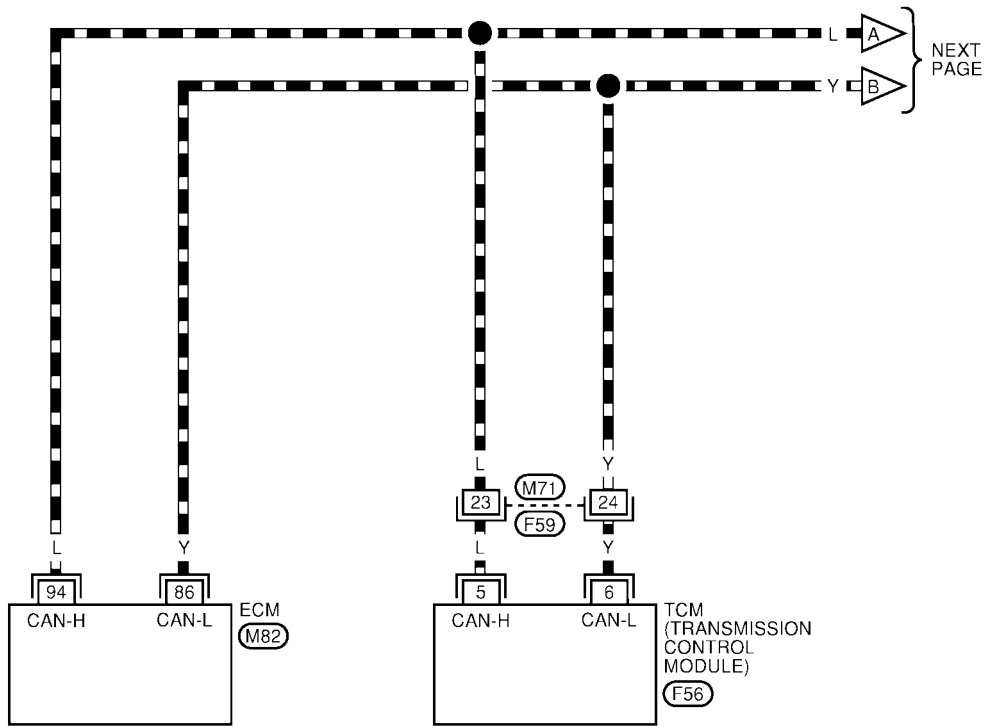 L A
NEXT
PAGE
Y B
L Y
23 M71 24
F59
L Y L Y
94 86 5 6
CAN-H CAN-L ECM CAN-H CAN-L TCM
M82 (TRANSMISSION
CONTROL
MODULE)
F56